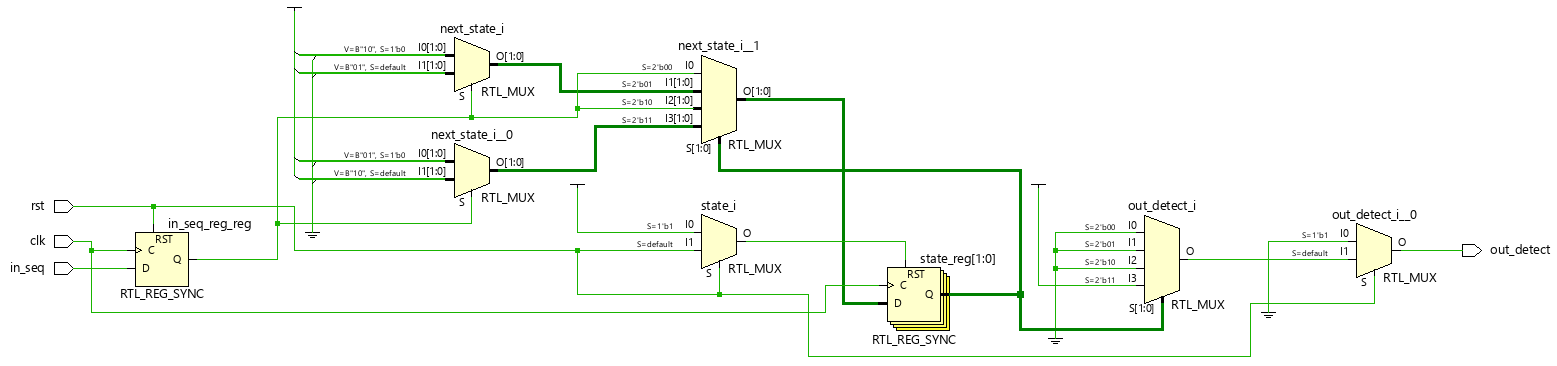 next_state_i
V=B"10", S=1'b0
I0[1:0]
V=B"01", S=default
I1[1:0]
O[1:0]
S
RTL_MUX
next_state_i__1
S=2'b00
I0
S=2'b01
I1[1:0]
S=2'b10
I2[1:0]
S=2'b11
I3[1:0]
O[1:0]
S[1:0]
RTL_MUX
next_state_i__0
V=B"01", S=1'b0
I0[1:0]
V=B"10", S=default
I1[1:0]
O[1:0]
S
RTL_MUX
rst
clk
in_seq
in_seq_reg_reg
RST
C
D
Q
RTL_REG_SYNC
state_i
S=1'b1
I0
S=default
I1
O
S
RTL_MUX
state_reg[1:0]
RST
C
D
Q
RTL_REG_SYNC
out_detect_i
S=2'b00
I0
S=2'b01
I1
S=2'b10
I2
S=2'b11
I3
O
S[1:0]
RTL_MUX
out_detect_i__0
S=1'b1
I0
S=default
I1
O
S
RTL_MUX
out_detect